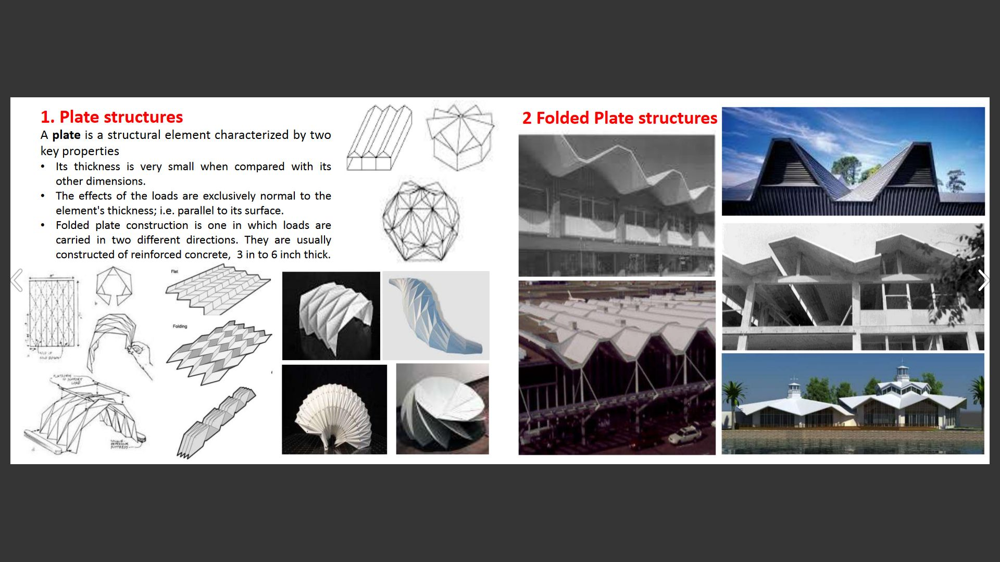 1. Plate structures
A plate is a structural element characterized by two
key properties
• Its thickness is very small when compared with its
other dimensions.
• The effects of the loads are exclusively normal to the
element's thickness; i.e. parallel to its surface.
• Folded plate construction is one in which loads are
carried in two different directions. They are usually
constructed of reinforced concrete, 3 in to 6 inch thick.
Flat
Folding
FOLD UP
FOLD DOWN
PLATFORM
TO SUPPORT
LOAD
2 Folded Plate structures